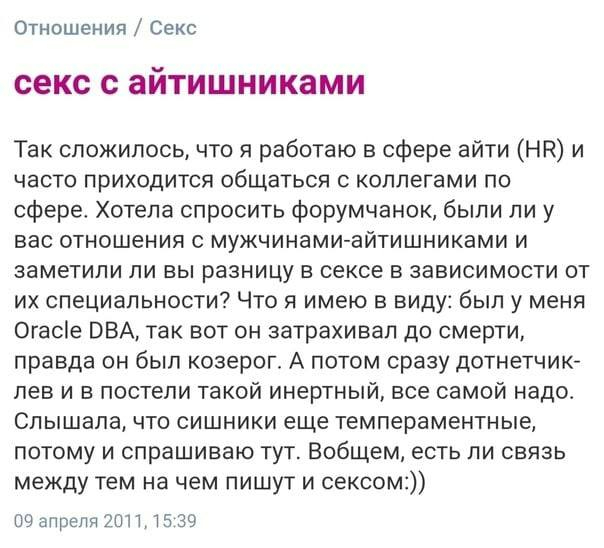 Отношения / Секс
секс с айтишниками
Так сложилось, что я работаю в сфере айти (HR) и
часто приходится общаться с коллегами по
сфере. Хотела спросить форумчанок, были ли у
вас отношения с мужчинами-айтишниками и
заметили ли вы разницу в сексе в зависимости от
их специальности? Что я имею в виду: был у меня
Oracle DBA, так вот он затрахивал до смерти,
правда он был козерог. А потом сразу дотнетчик-
лев и в постели такой инертный, все самой надо.
Слышала, что сишники еще темпераментные,
потому и спрашиваю тут. Вобщем, есть ли связь
между тем на чем пишут и сексом:))
09 апреля 2011, 15:39